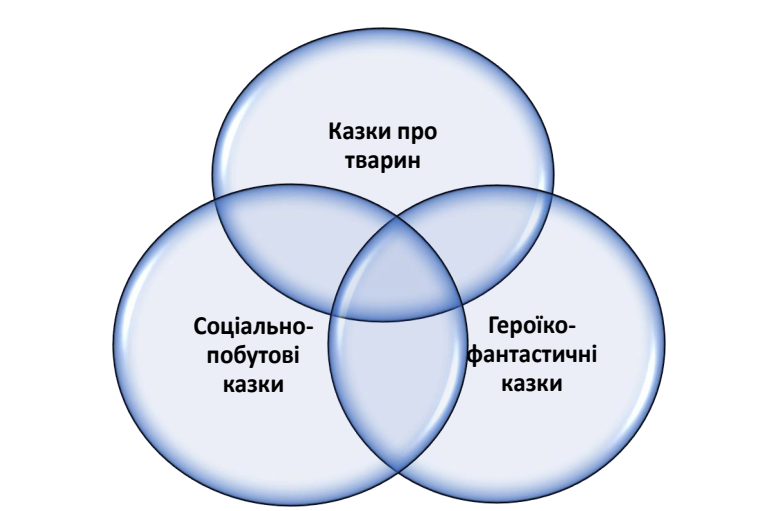 Казки про
тварин
Соціально-
побутові
казки
Героїко-
фантастичні
казки